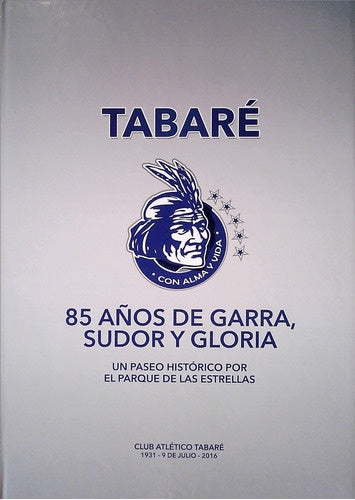 TABARÉ
· CON ALMA Y VIDA ·
85 AÑOS DE GARRA,
SUDOR Y GLORIA
UN PASEO HISTÓRICO POR
EL PARQUE DE LAS ESTRELLAS
CLUB ATLÉTICO TABARÉ
1931 - 9 DE JULIO - 2016